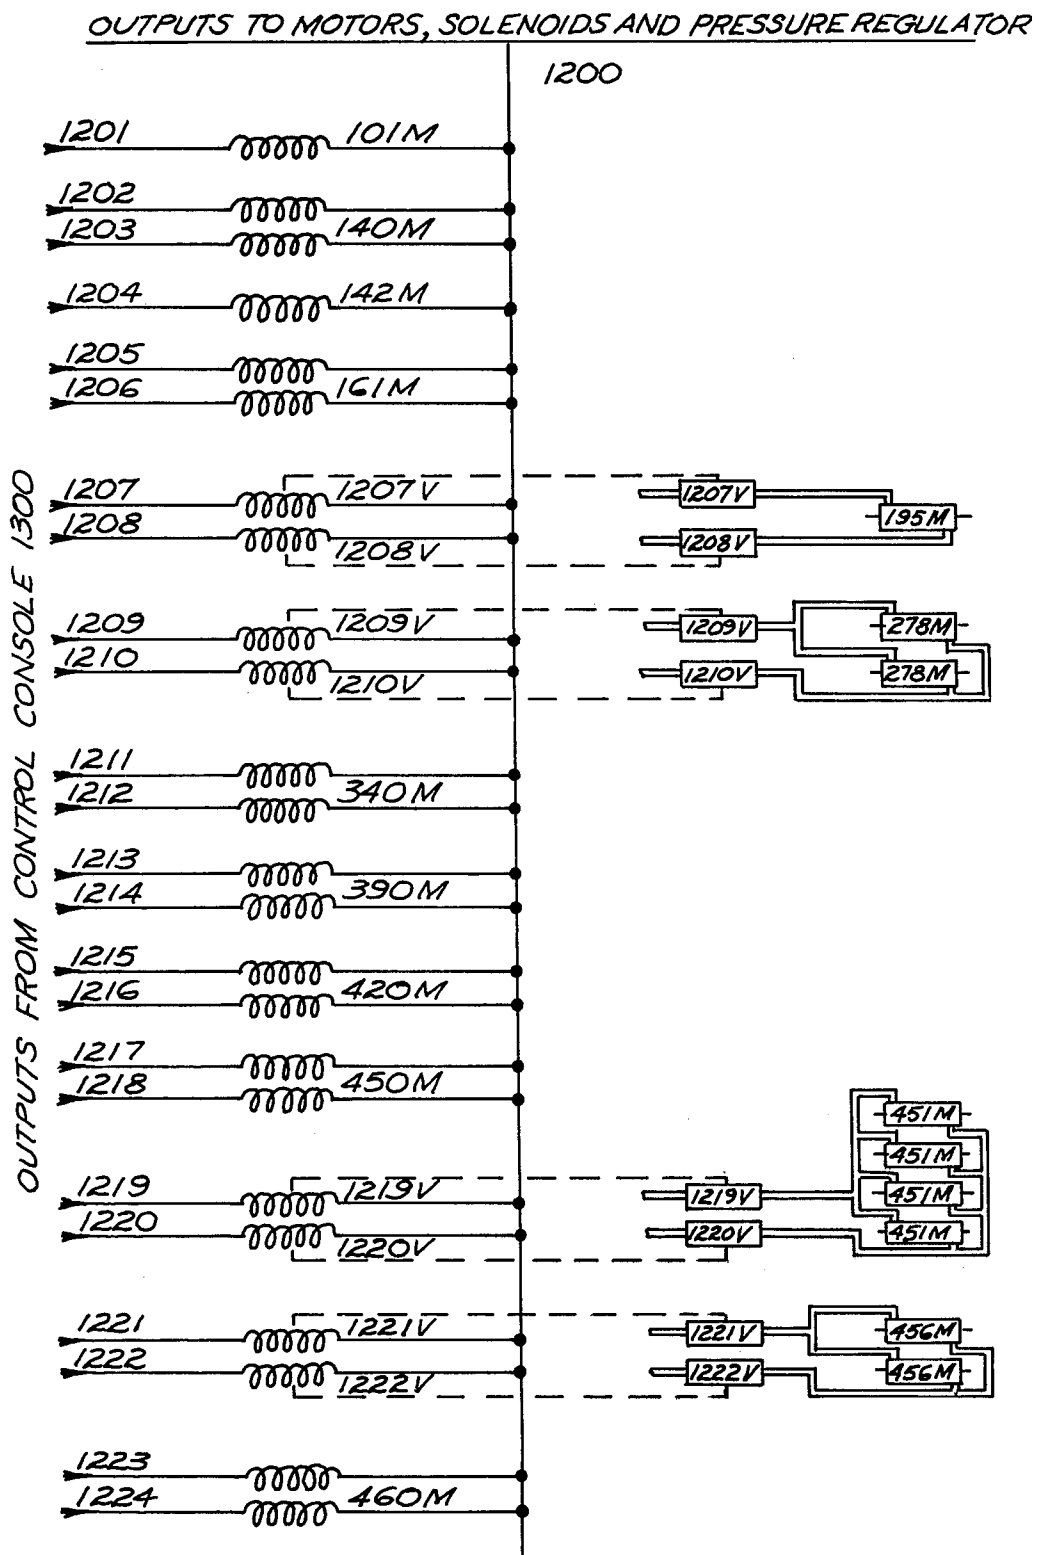 OUTPUTS TO MOTORS, SOLENOIDS AND PRESSURE REGULATOR
1200
OUTPUTS FROM CONTROL CONSOLE 1300
1201 101M
1202
1203 140M
1204 142M
1205
1206 161M
1207 1207V 1207V
195M
1208 1208V 1208V
1209 1209V 1209V 278M
1210 1210V 1210V 278M
1211
1212 340M
1213
1214 390M
1215
1216 420M
1217
1218 450M
451M
451M
1219 1219V 1219V 451M
1220 1220V 1220V 451M
1221 1221V 1221V 456M
1222 1222V 1222V 456M
1223
1224 460M